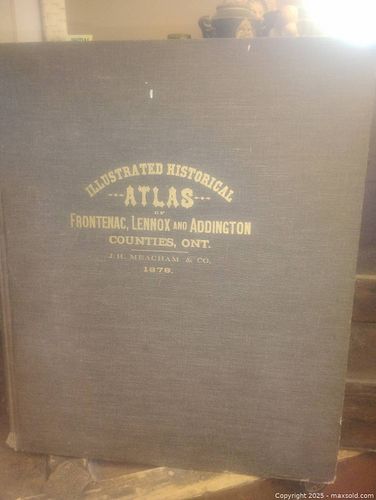 ILLUSTRATED HISTORICAL
ATLAS
OF
FRONTENAC, LENNOX AND ADDINGTON
COUNTIES, ONT.
J. H. MEACHAM & CO.
1878.
Copyright 2025 - maxsold.com